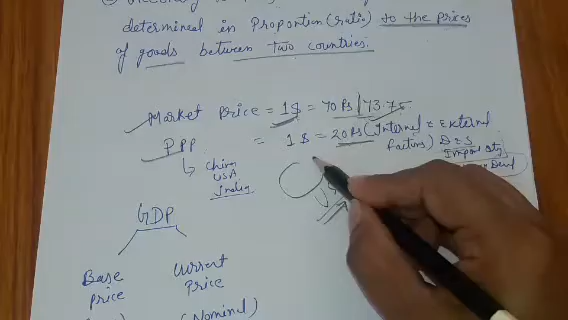 determined in Proportion(ratio) to the prices
of goods between two countries.
Market Price = 1$ = 70 Rs/73.75
PPP = 1$ = 20 Rs (Internal & External
factors) D & S
China
USA
India
Import
GDP
Base Current
Price Price
(Nominal)